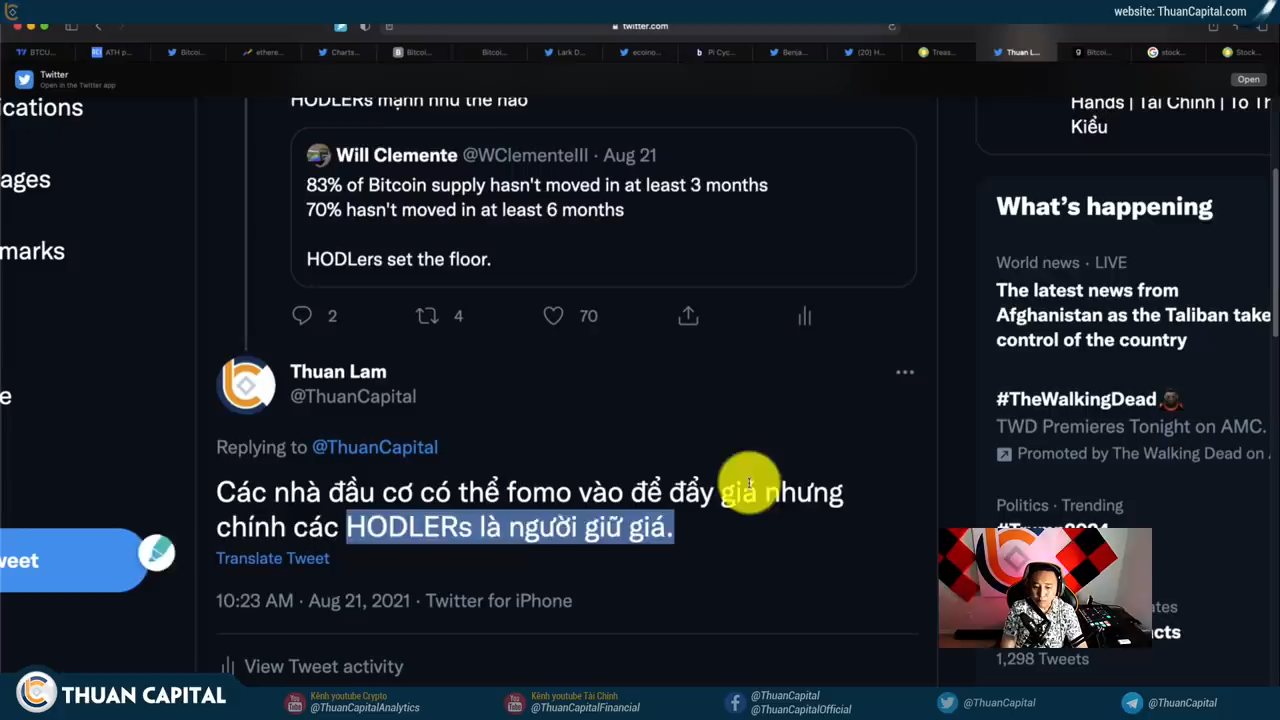 website: ThuanCapital.com
twitter.com
BTCU...
ATH p...
Bitcoi...
ethere...
Charts...
Bitcoi...
Bitcoi...
Lark D...
ecoino...
Pi Cyc...
Benja...
(20) H...
Treas...
Thuan L...
Bitcoi...
stock...
Stock...
Twitter
Open in the Twitter app
Open
ications
ages
marks
e
weet
HODLERs mạnh như thế nào
Will Clemente @WClementeIII · Aug 21
83% of Bitcoin supply hasn't moved in at least 3 months
70% hasn't moved in at least 6 months
HODLers set the floor.
2
4
70
Thuan Lam
@ThuanCapital
Replying to @ThuanCapital
Các nhà đầu cơ có thể fomo vào để đẩy giá nhưng
chính các HODLERs là người giữ giá.
Translate Tweet
10:23 AM · Aug 21, 2021 · Twitter for iPhone
View Tweet activity
Hands | Tài Chính | Tô Tr
Kiểu
What's happening
World news · LIVE
The latest news from
Afghanistan as the Taliban take
control of the country
#TheWalkingDead
TWD Premieres Tonight on AMC.
Promoted by The Walking Dead on
Politics · Trending
1,298 Tweets
THUAN CAPITAL
Kênh youtube Crypto
@ThuanCapitalAnalytics
Kênh youtube Tài Chính
@ThuanCapitalFinancial
@ThuanCapital
@ThuanCapitalOfficial
@ThuanCapital
@ThuanCapital